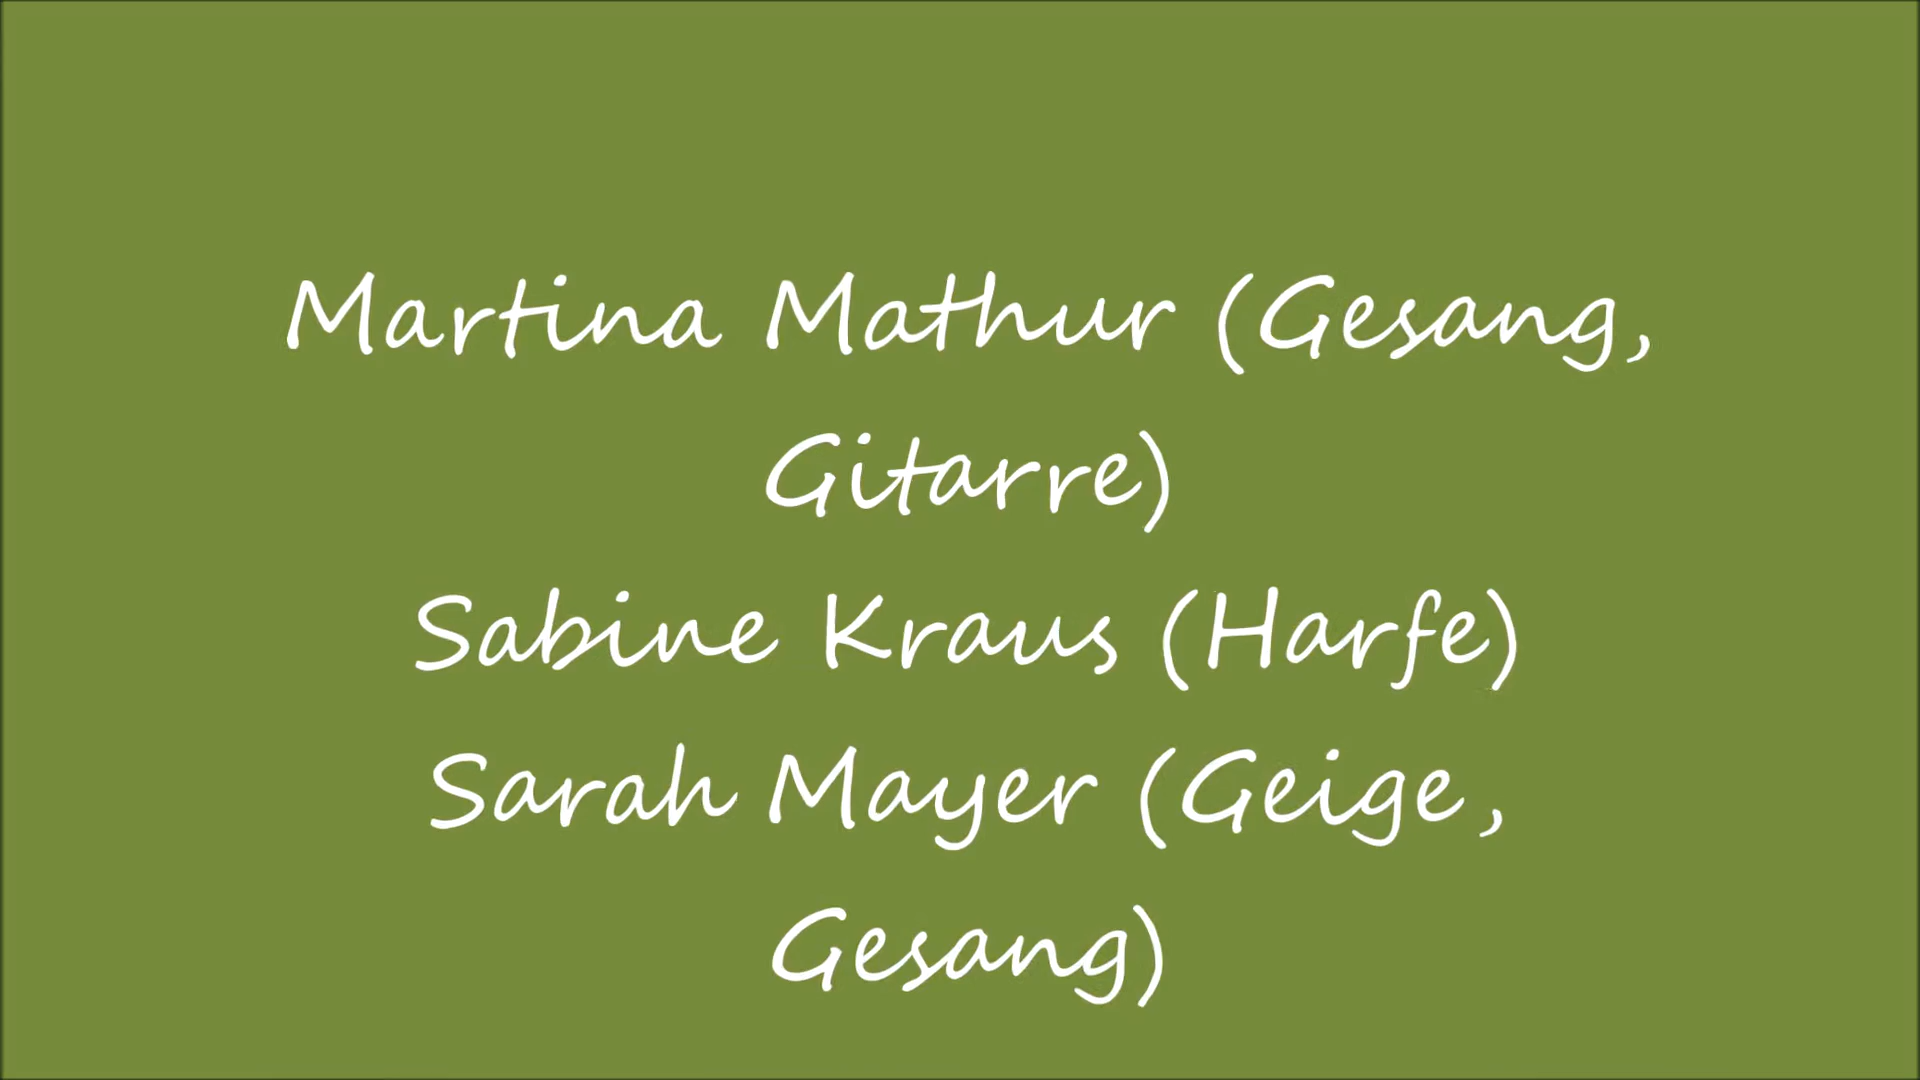 Martina Mathur (Gesang,
Gitarre)
Sabine Kraus (Harfe)
Sarah Mayer (Geige,
Gesang)